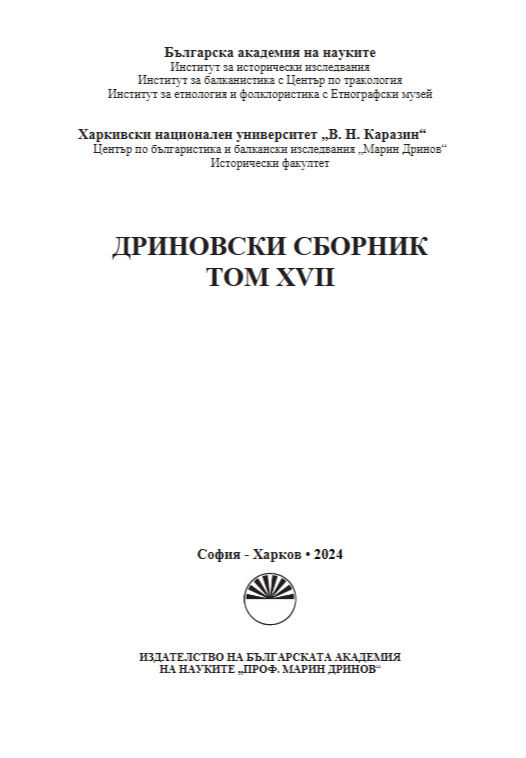 Българска академия на науките
Институт за исторически изследвания
Институт за балканистика с Център по тракология
Институт за етнология и фолклористика с Етнографски музей
Харкивски национален университет „В. Н. Каразин“
Център по българистика и балкански изследвания „Марин Дринов“
Исторически факултет
ДРИНОВСКИ СБОРНИК
ТОМ XVII
София - Харков • 2024
ИЗДАТЕЛСТВО НА БЪЛГАРСКАТА АКАДЕМИЯ
НА НАУКИТЕ „ПРОФ. МАРИН ДРИНОВ“